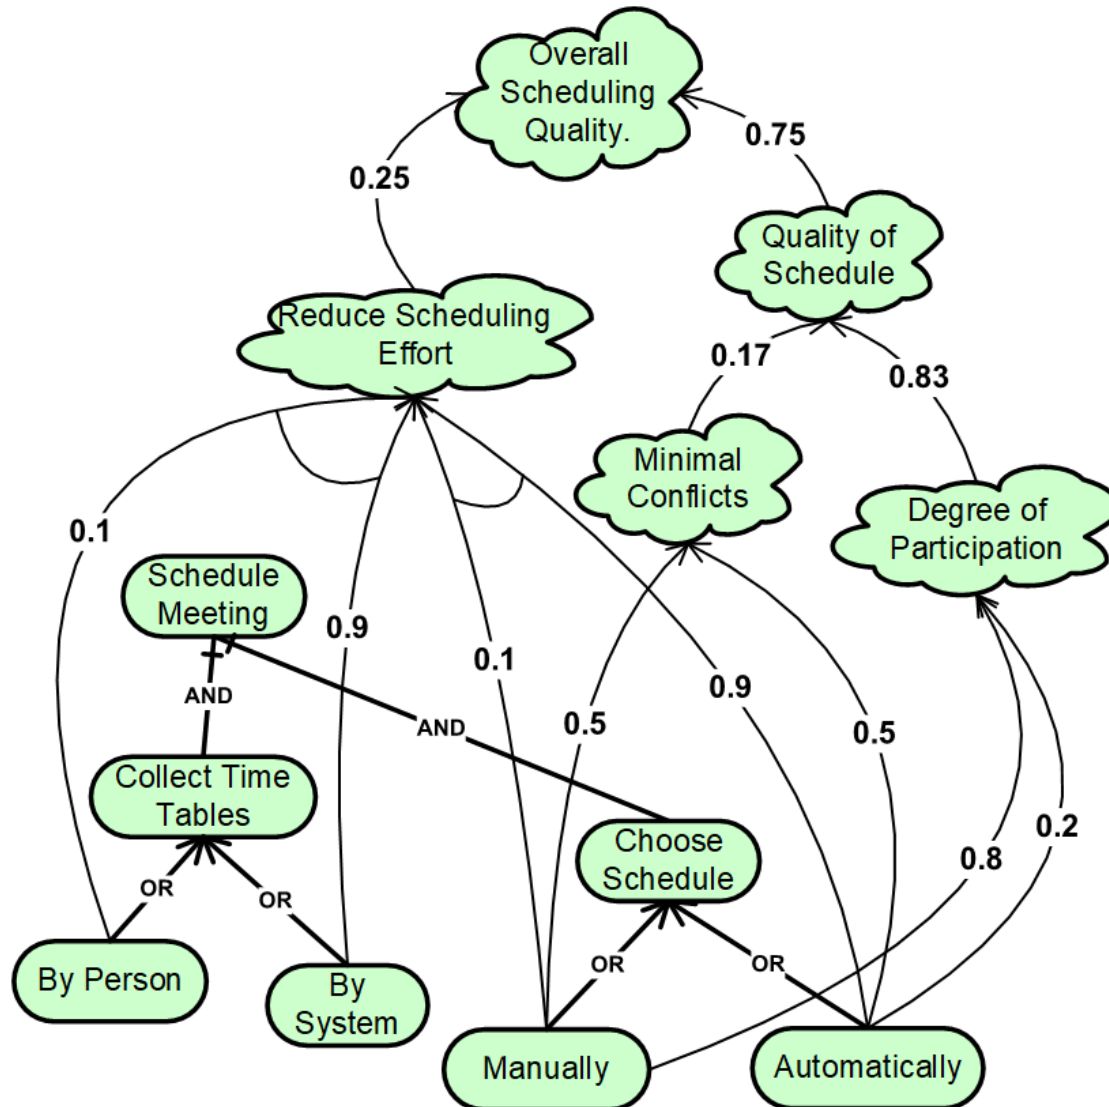 Overall
Scheduling
Quality.
0.75
0.25
Quality of
Schedule
Reduce Scheduling
Effort
0.17
0.83
Minimal
Conflicts
Degree of
Participation
0.1
Schedule
Meeting
0.9
0.1
0.9
AND
AND
0.5
0.5
Collect Time
Tables
0.2
Choose
Schedule
0.8
OR
OR
OR
OR
By Person
By
System
Manually
Automatically